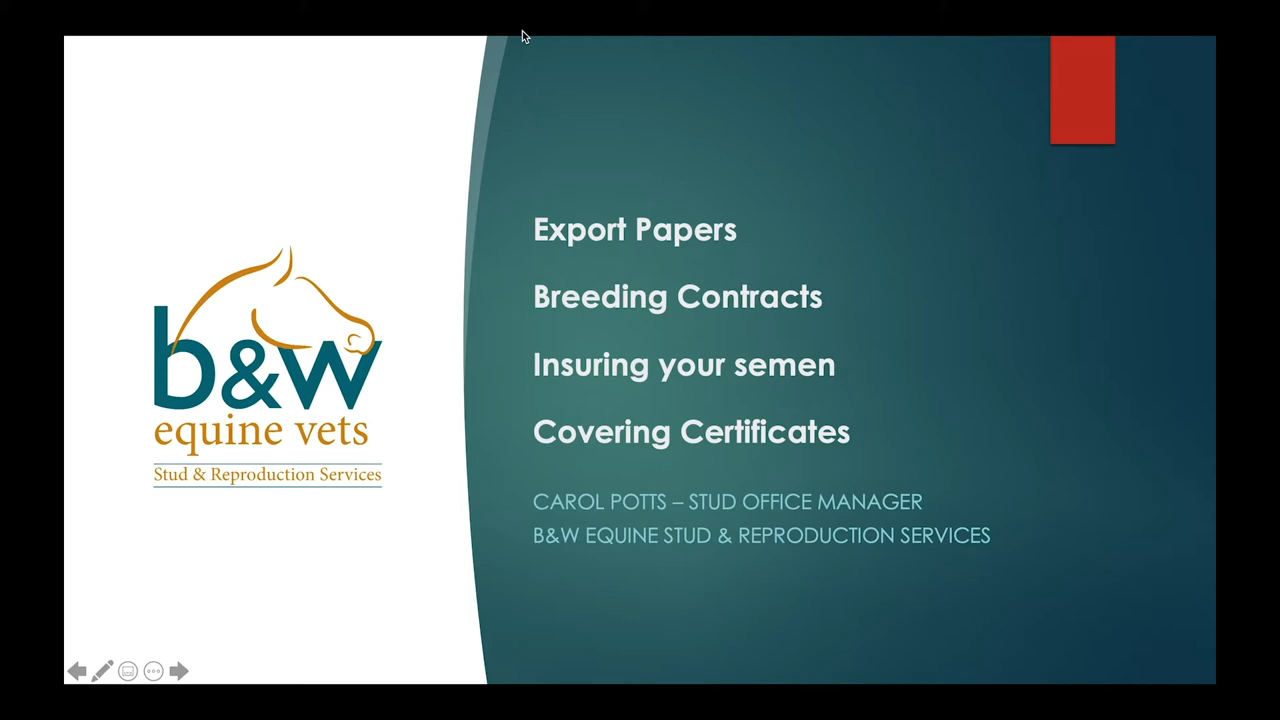 b&w
equine vets
Stud & Reproduction Services
Export Papers
Breeding Contracts
Insuring your semen
Covering Certificates
CAROL POTTS – STUD OFFICE MANAGER
B&W EQUINE STUD & REPRODUCTION SERVICES